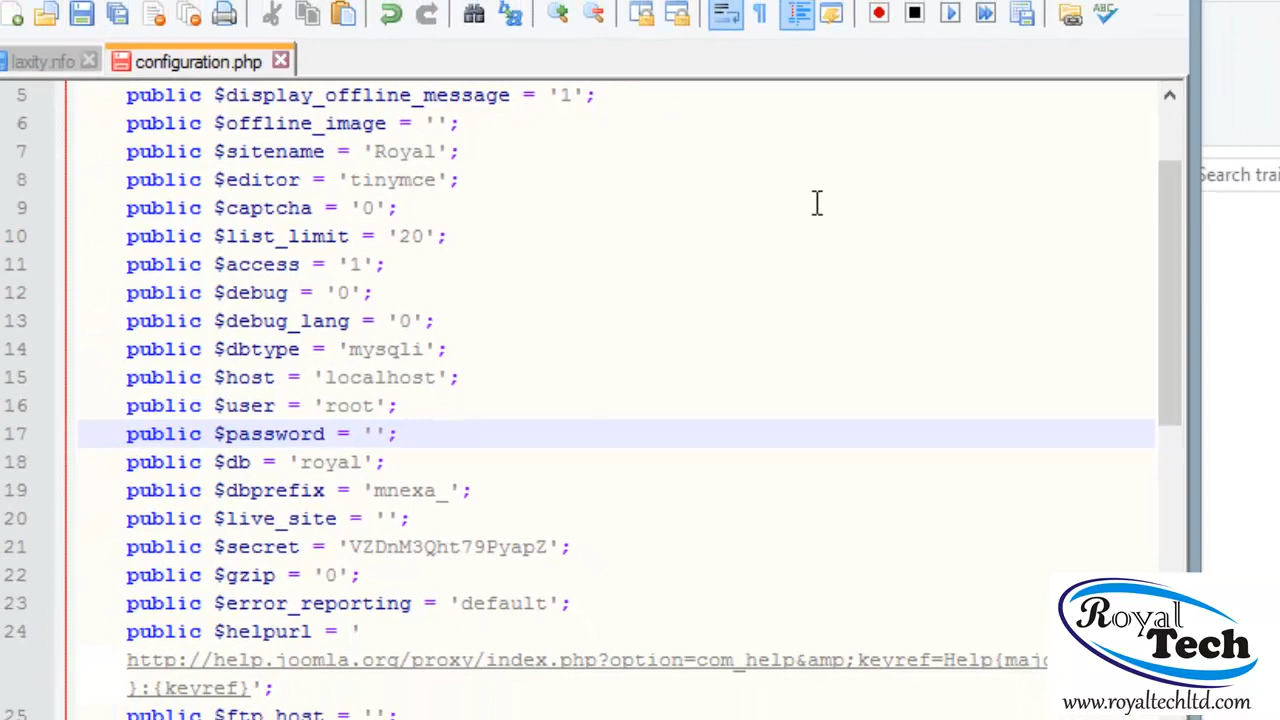 laxity.nfo configuration.php
5 public $display_offline_message = '1';
6 public $offline_image = '';
7 public $sitename = 'Royal';
8 public $editor = 'tinymce';
9 public $captcha = '0';
10 public $list_limit = '20';
11 public $access = '1';
12 public $debug = '0';
13 public $debug_lang = '0';
14 public $dbtype = 'mysqli';
15 public $host = 'localhost';
16 public $user = 'root';
17 public $password = '';
18 public $db = 'royal';
19 public $dbprefix = 'mnexa_';
20 public $live_site = '';
21 public $secret = 'VZDnM3Qht79PyapZ';
22 public $gzip = '0';
23 public $error_reporting = 'default';
24 public $helpurl = '
http://help.joomla.org/proxy/index.php?option=com_help&amp;keyref=Help{majo
}:{keyref}';
25 public $ftp_host = '';
Search trai
Royal
Tech
www.royaltechltd.com
ABC